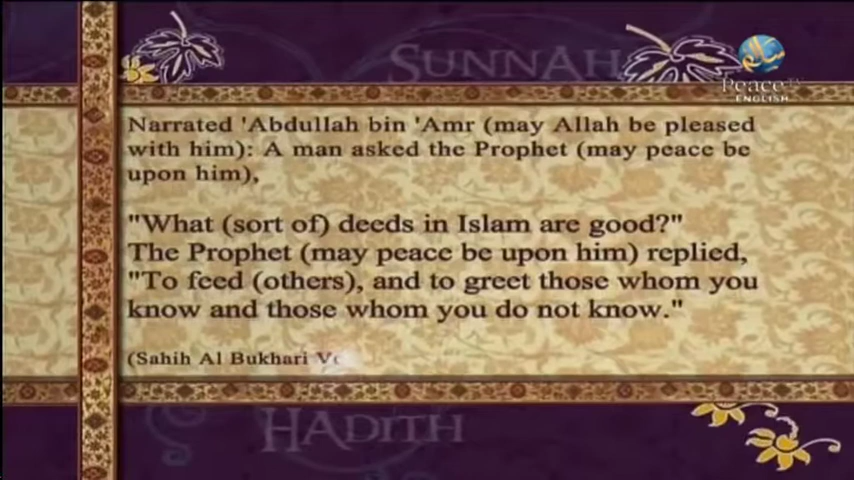 SUNNAH
سلام
Peace TV
ENGLISH
Narrated 'Abdullah bin 'Amr (may Allah be pleased
with him): A man asked the Prophet (may peace be
upon him),
"What (sort of) deeds in Islam are good?"
The Prophet (may peace be upon him) replied,
"To feed (others), and to greet those whom you
know and those whom you do not know."
(Sahih Al Bukhari
HADITH